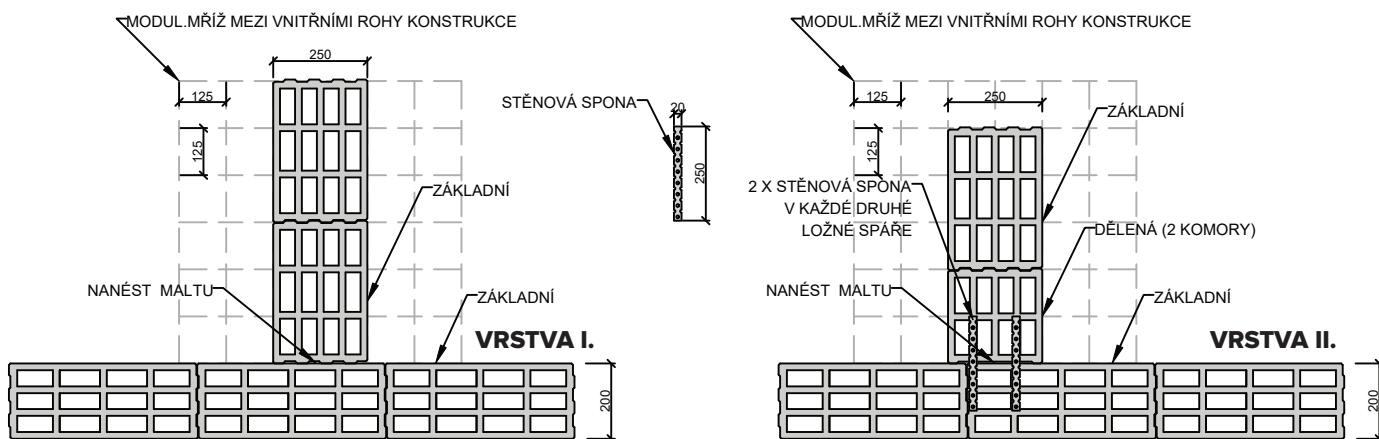 MODUL.MŘÍŽ MEZI VNITŘNÍMI ROHY KONSTRUKCE
250
125
125
ZÁKLADNÍ
NANÉST MALTU
ZÁKLADNÍ
VRSTVA I.
200
STĚNOVÁ SPONA
20
250
MODUL.MŘÍŽ MEZI VNITŘNÍMI ROHY KONSTRUKCE
125
250
125
ZÁKLADNÍ
2 X STĚNOVÁ SPONA
V KAŽDÉ DRUHÉ
LOŽNÉ SPÁŘE
DĚLENÁ (2 KOMORY)
NANÉST MALTU
ZÁKLADNÍ
VRSTVA II.
200